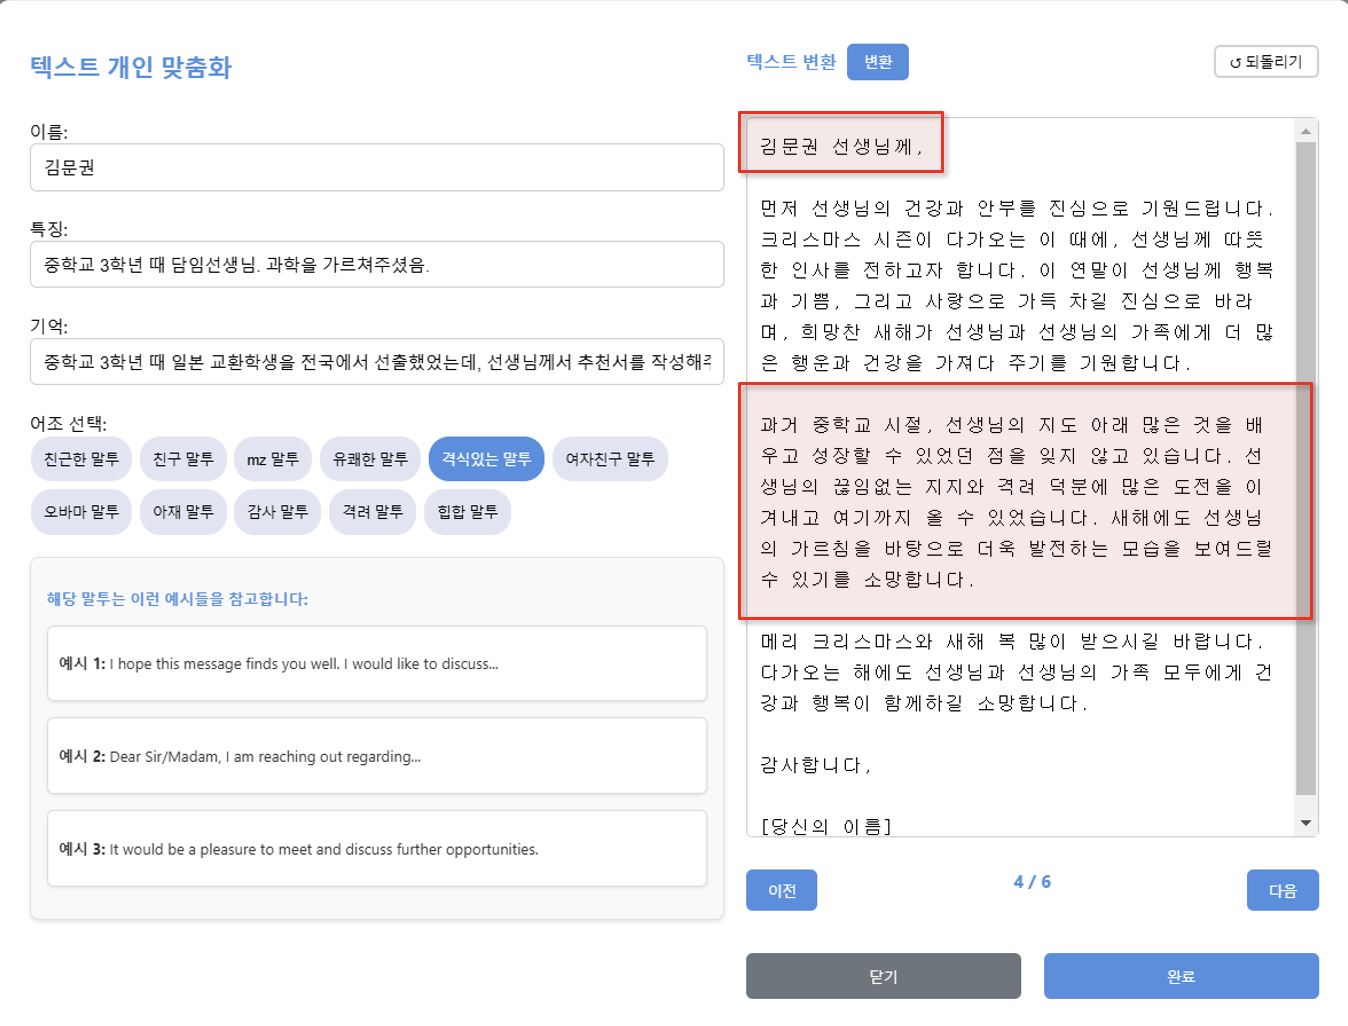 텍스트 개인 맞춤화
이름:
김문권
특징:
중학교 3학년 때 담임선생님. 과학을 가르쳐주셨음.
기억:
중학교 3학년 때 일본 교환학생을 전국에서 선출했었는데, 선생님께서 추천서를 작성해주
어조 선택:
친근한 말투 친구 말투 mz 말투 유쾌한 말투 격식있는 말투 여자친구 말투
오바마 말투 아재 말투 감사 말투 격려 말투 힙합 말투
해당 말투는 이런 예시들을 참고합니다:
예시 1: I hope this message finds you well. I would like to discuss...
예시 2: Dear Sir/Madam, I am reaching out regarding...
예시 3: It would be a pleasure to meet and discuss further opportunities.
텍스트 변환 변환 ↺ 되돌리기
김문권 선생님께,
먼저 선생님의 건강과 안부를 진심으로 기원드립니다.
크리스마스 시즌이 다가오는 이 때에, 선생님께 따뜻
한 인사를 전하고자 합니다. 이 연말이 선생님께 행복
과 기쁨, 그리고 사랑으로 가득 차길 진심으로 바라
며, 희망찬 새해가 선생님과 선생님의 가족에게 더 많
은 행운과 건강을 가져다 주기를 기원합니다.
과거 중학교 시절, 선생님의 지도 아래 많은 것을 배
우고 성장할 수 있었던 점을 잊지 않고 있습니다. 선
생님의 끊임없는 지지와 격려 덕분에 많은 도전을 이
겨내고 여기까지 올 수 있었습니다. 새해에도 선생님
의 가르침을 바탕으로 더욱 발전하는 모습을 보여드릴
수 있기를 소망합니다.
메리 크리스마스와 새해 복 많이 받으시길 바랍니다.
다가오는 해에도 선생님과 선생님의 가족 모두에게 건
강과 행복이 함께하길 소망합니다.
감사합니다,
[당신의 이름]
이전 4 / 6 다음
닫기 완료